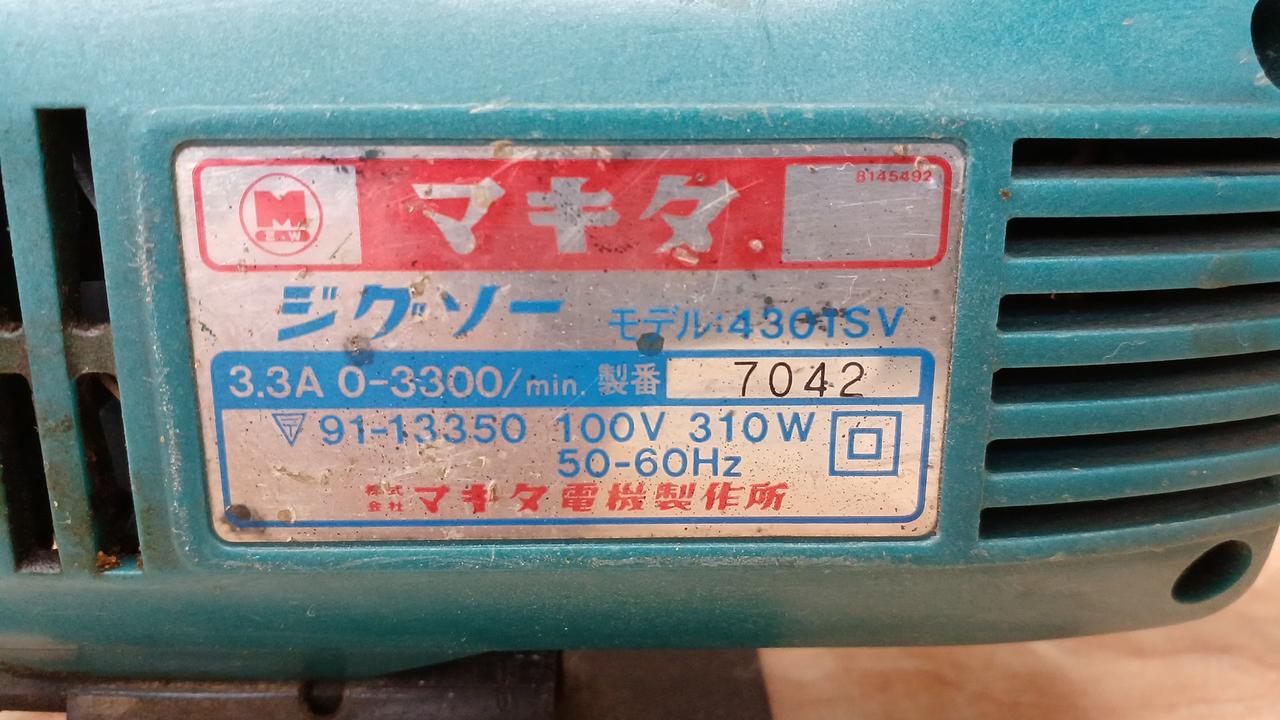 M
E.W
マキタ
8145492
ジグソー
モデル:4301SV
3.3A 0-3300/min. 製番 7042
〒 91-13350 100V 310W
50-60Hz
株式会社 マキタ電機製作所